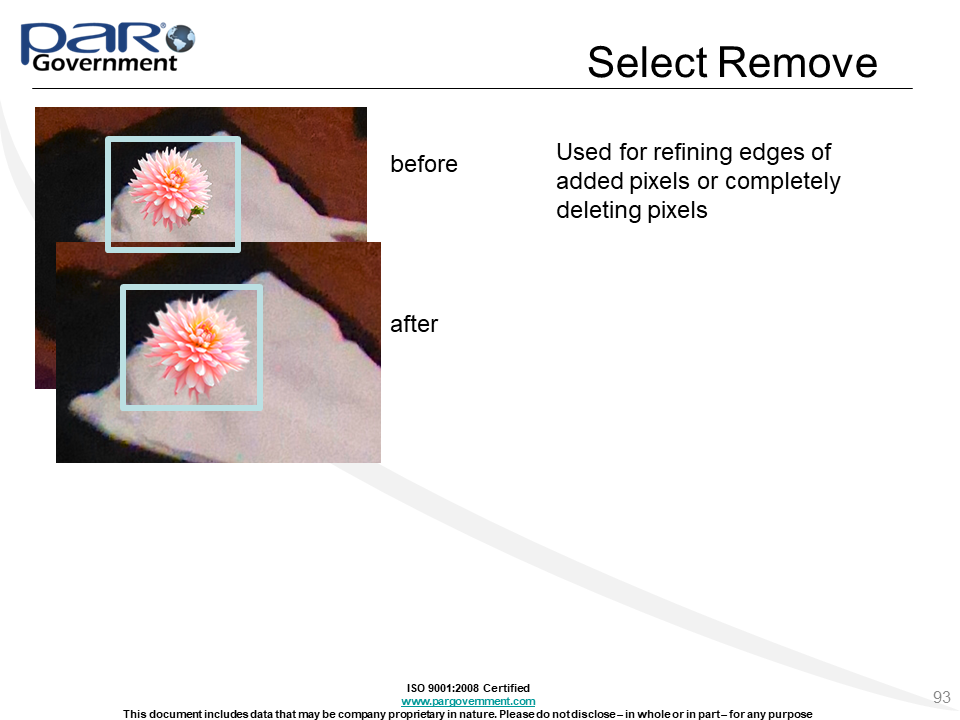 PAR®
Government
Select Remove
before
Used for refining edges of
added pixels or completely
deleting pixels
after
ISO 9001:2008 Certified
www.pargovernment.com
This document includes data that may be company proprietary in nature. Please do not disclose – in whole or in part – for any purpose
93